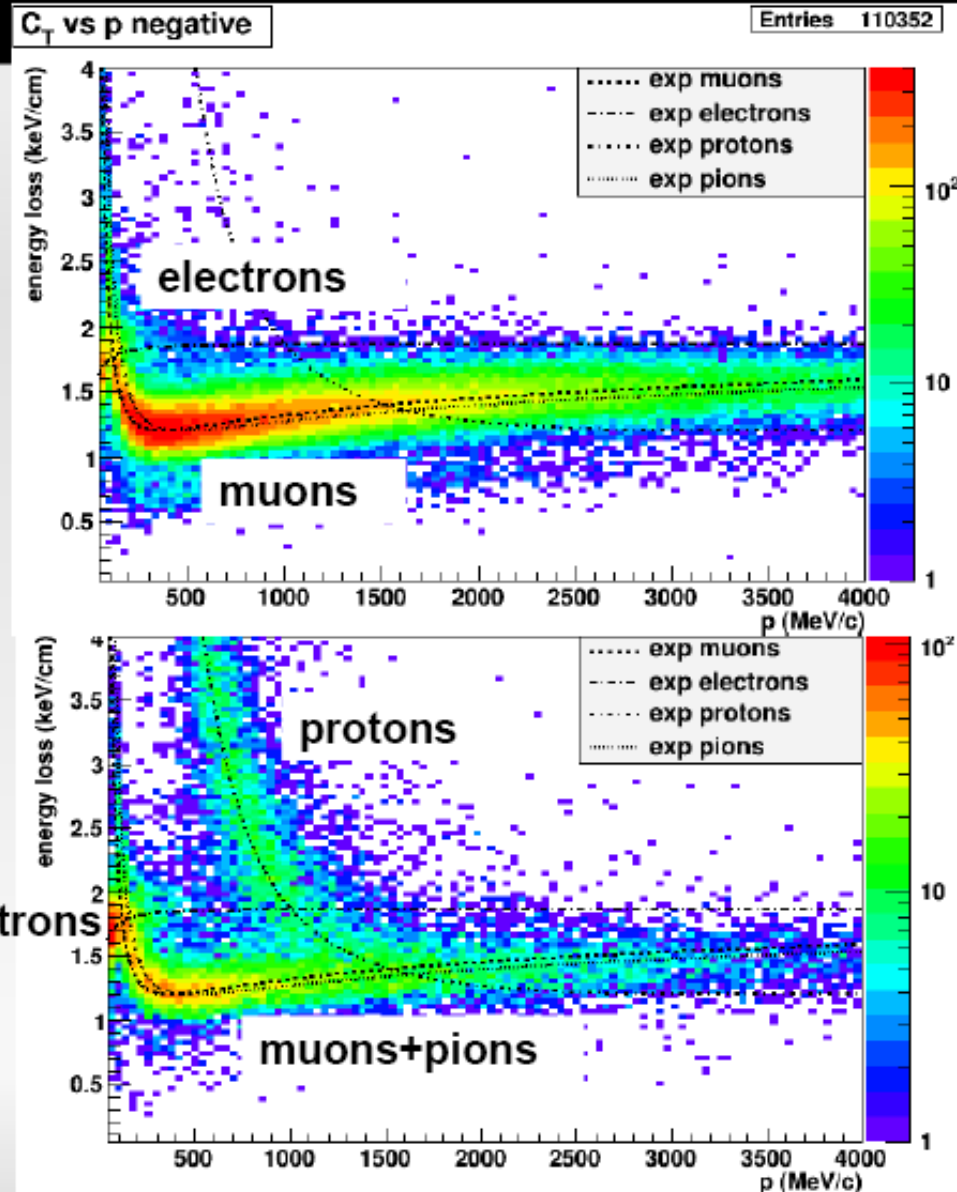 C_T vs p negative
Entries 110352
energy loss (keV/cm)
4
3.5
3
2.5
2
1.5
1
0.5
exp muons
exp electrons
exp protons
exp pions
electrons
muons
10²
10
1
500 1000 1500 2000 2500 3000 3500 4000
p (MeV/c)
energy loss (keV/cm)
4
3.5
3
2.5
2
1.5
1
0.5
exp muons
exp electrons
exp protons
exp pions
protons
trons
muons+pions
10²
10
1
500 1000 1500 2000 2500 3000 3500 4000
p (MeV/c)